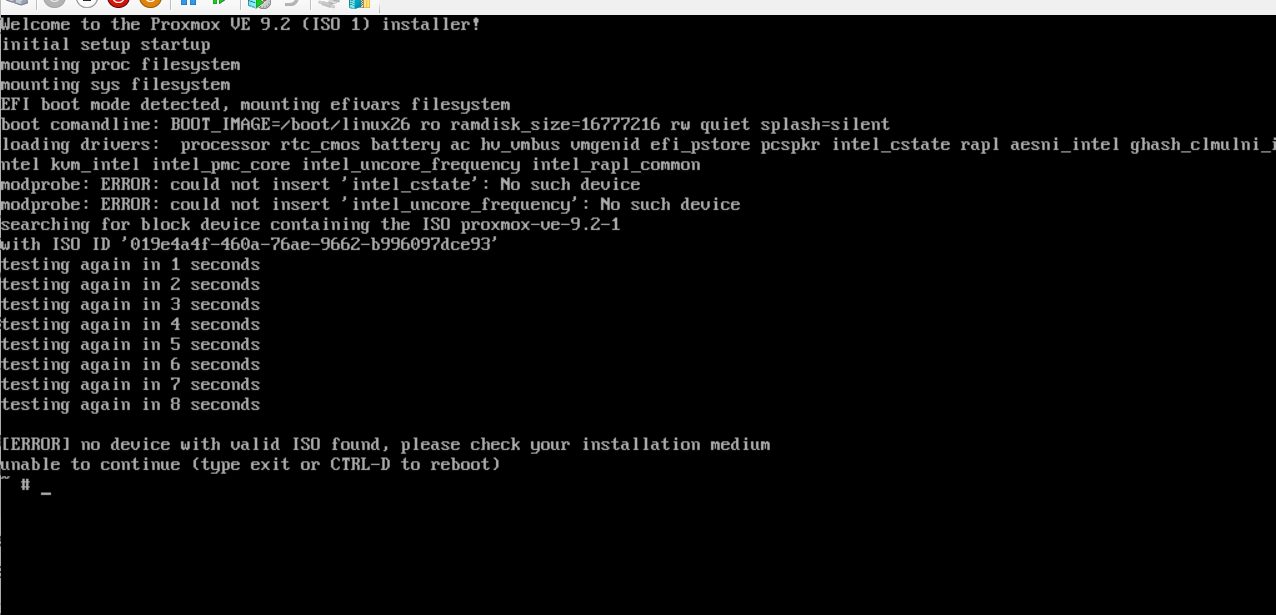 Welcome to the Proxmox VE 9.2 (ISO 1) installer!
initial setup startup
mounting proc filesystem
mounting sys filesystem
EFI boot mode detected, mounting efivars filesystem
boot comandline: BOOT_IMAGE=/boot/linux26 ro ramdisk_size=16777216 rw quiet splash=silent
loading drivers:  processor rtc_cmos battery ac hv_vmbus vmgenid efi_pstore pcspkr intel_cstate rapl aesni_intel ghash_clmulni_i
ntel kvm_intel intel_pmc_core intel_uncore_frequency intel_rapl_common
modprobe: ERROR: could not insert 'intel_cstate': No such device
modprobe: ERROR: could not insert 'intel_uncore_frequency': No such device
searching for block device containing the ISO proxmox-ve-9.2-1
with ISO ID '019e4a4f-460a-76ae-9662-b996097dce93'
testing again in 1 seconds
testing again in 2 seconds
testing again in 3 seconds
testing again in 4 seconds
testing again in 5 seconds
testing again in 6 seconds
testing again in 7 seconds
testing again in 8 seconds
[ERROR] no device with valid ISO found, please check your installation medium
unable to continue (type exit or CTRL-D to reboot)
~ # _